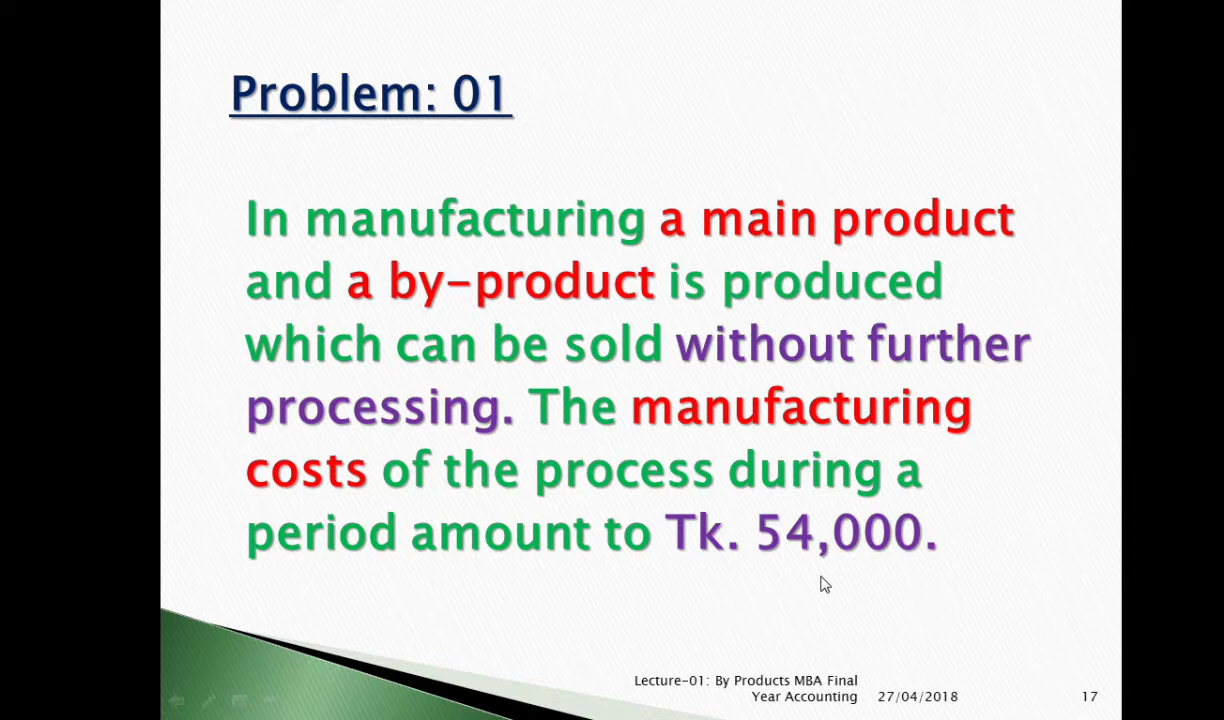 Problem: 01
In manufacturing a main product
and a by-product is produced
which can be sold without further
processing. The manufacturing
costs of the process during a
period amount to Tk. 54,000.
Lecture-01: By Products MBA Final
Year Accounting 27/04/2018 17